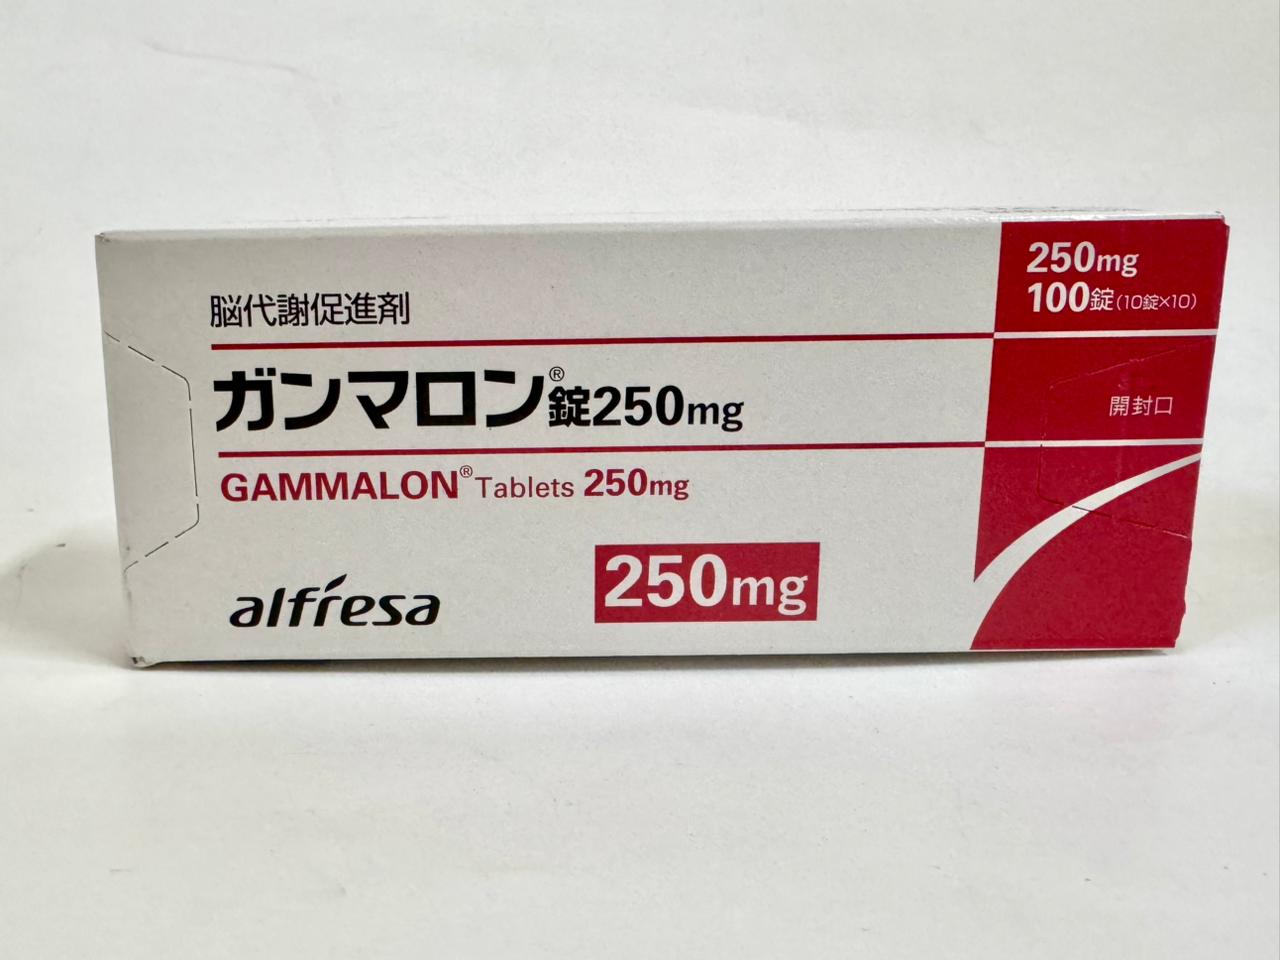 脳代謝促進剤
ガンマロン®錠250mg
GAMMALON® Tablets 250mg
alfresa
250mg
250mg
100錠(10錠×10)
開封口